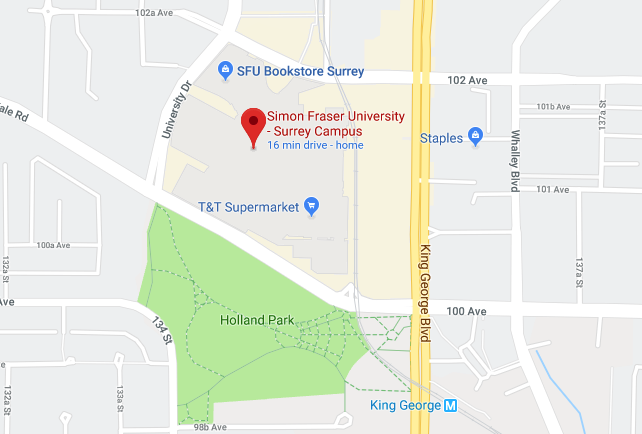 102a Ave
SFU Bookstore Surrey
102 Ave
University Dr
ale Rd
Simon Fraser University
- Surrey Campus
16 min drive - home
101b Ave
137a St
Staples
Whalley Blvd
101 Ave
T&T Supermarket
100a Ave
132a St
137a St
King George Blvd
Ave
100 Ave
134 St
Holland Park
132a St
133a St
King George M
98b Ave